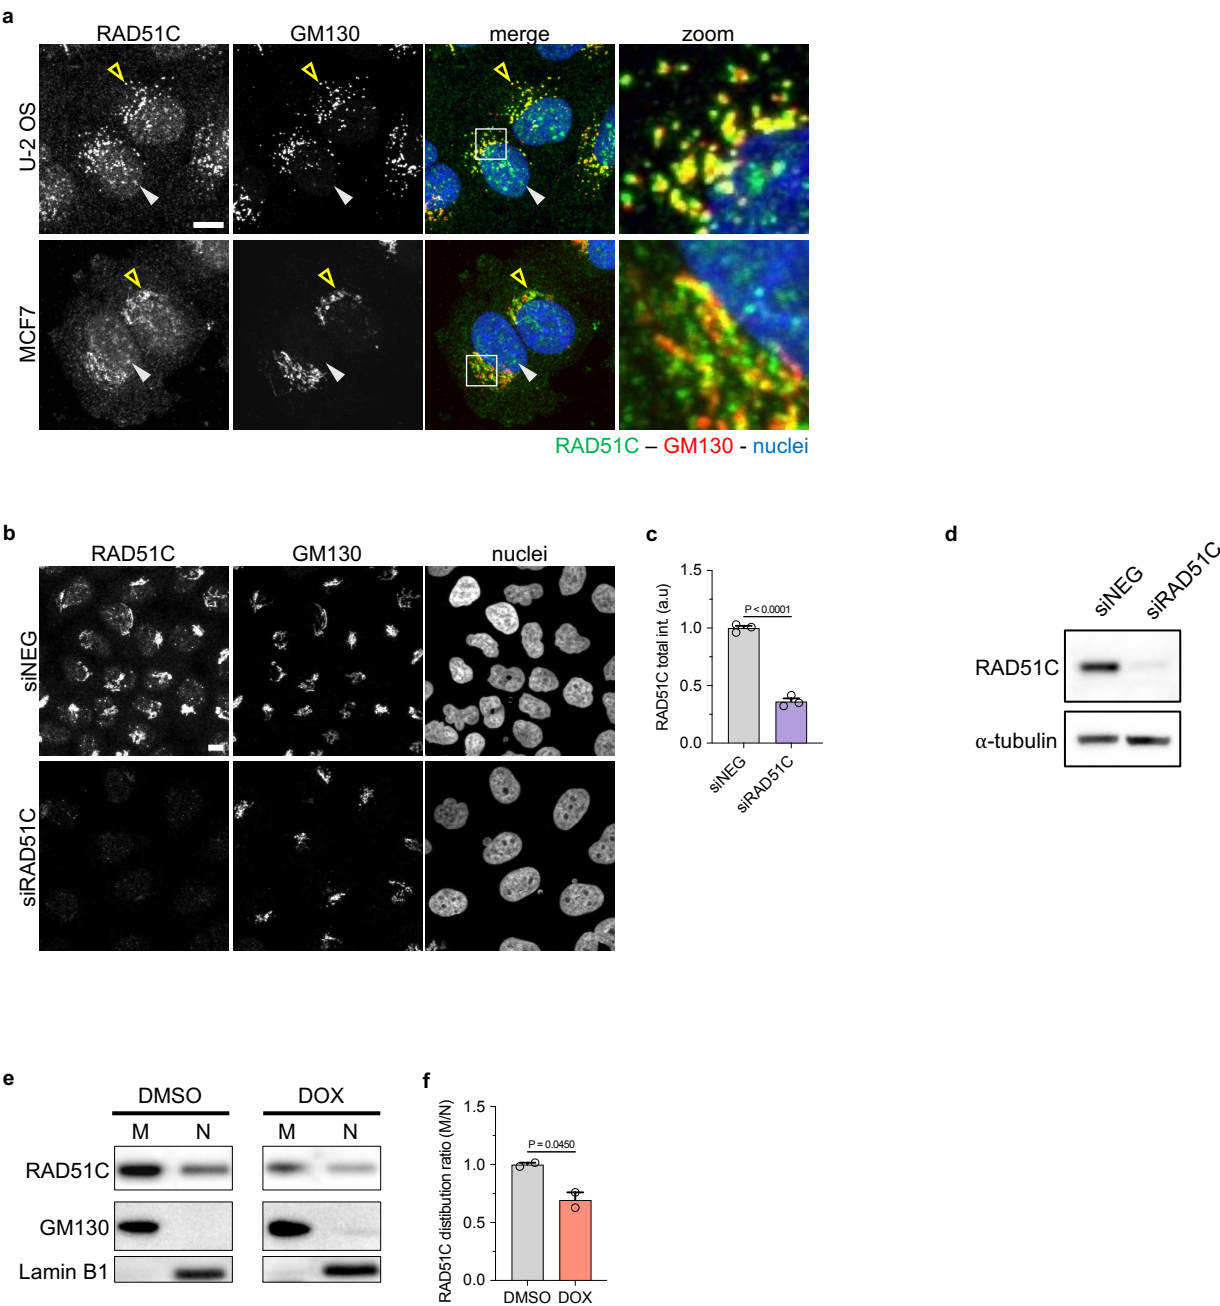 a
RAD51C GM130 merge zoom
U-2 OS
MCF7
RAD51C – GM130 - nuclei
b
RAD51C GM130 nuclei
siNEG
siRAD51C
c
RAD51C total int. (a.u)
1.5
1.0
0.5
0.0
P < 0.0001
siNEG siRAD51C
d
siNEG siRAD51C
RAD51C
α-tubulin
e
DMSO DOX
M N M N
RAD51C
GM130
Lamin B1
f
RAD51C distibution ratio (M/N)
1.5
1.0
0.5
0.0
P = 0.0450
DMSO DOX